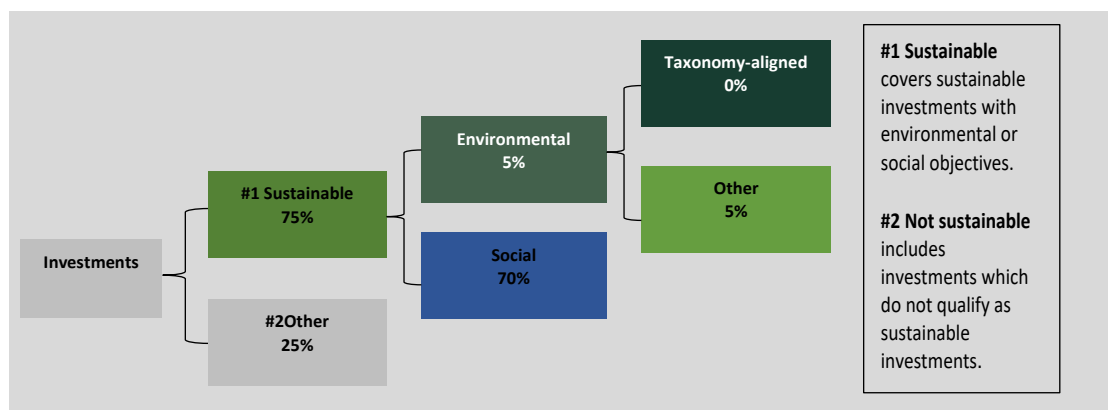 Investments
#1 Sustainable
75%
#2Other
25%
Environmental
5%
Social
70%
Taxonomy-aligned
0%
Other
5%
#1 Sustainable
covers sustainable
investments with
environmental or
social objectives.
#2 Not sustainable
includes
investments which
do not qualify as
sustainable
investments.